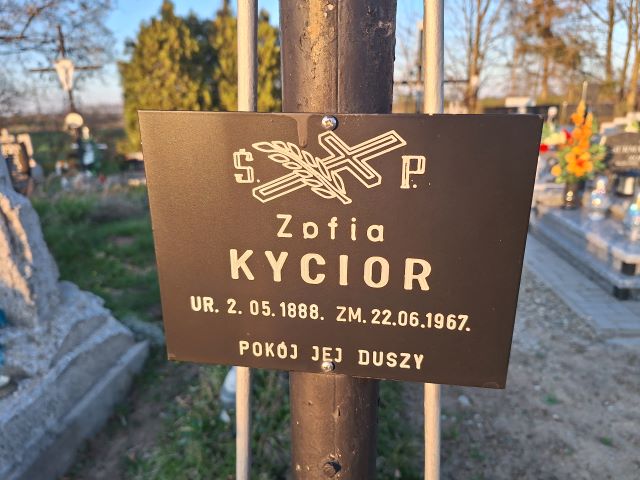 Ś. P.
Zofia
KYCIOR
UR. 2. 05. 1888. ZM. 22.06.1967.
POKÓJ JEJ DUSZY